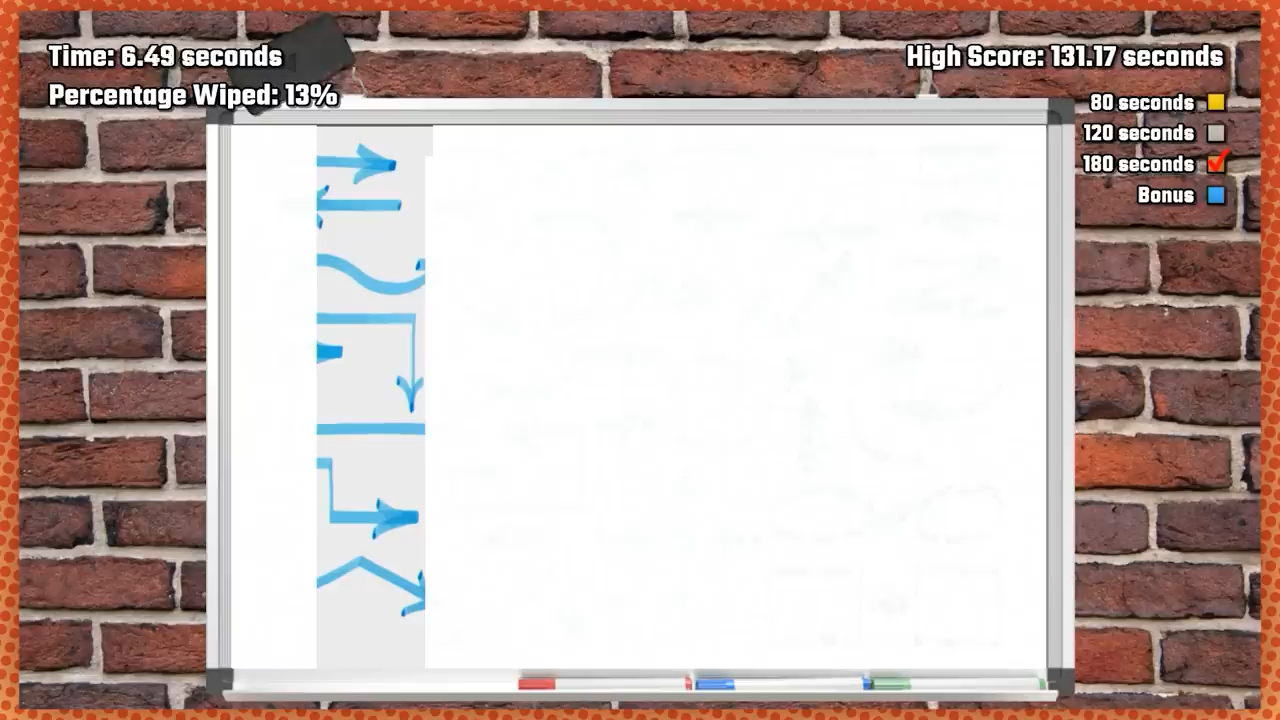 Time: 6.49 seconds
Percentage Wiped: 13%
High Score: 131.17 seconds
80 seconds
120 seconds
180 seconds
Bonus